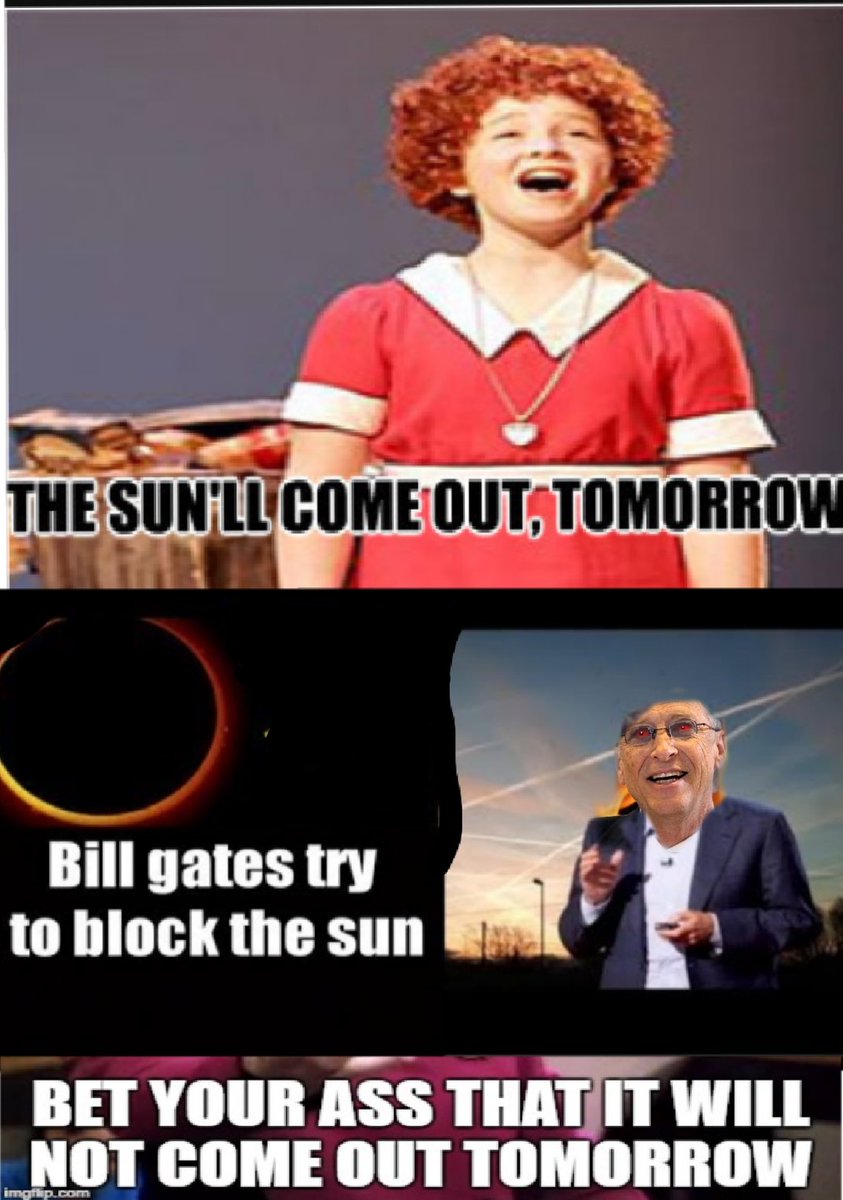 THE SUN'LL COME OUT, TOMORROW
Bill gates try
to block the sun
BET YOUR ASS THAT IT WILL
NOT COME OUT TOMORROW
imgflip.com